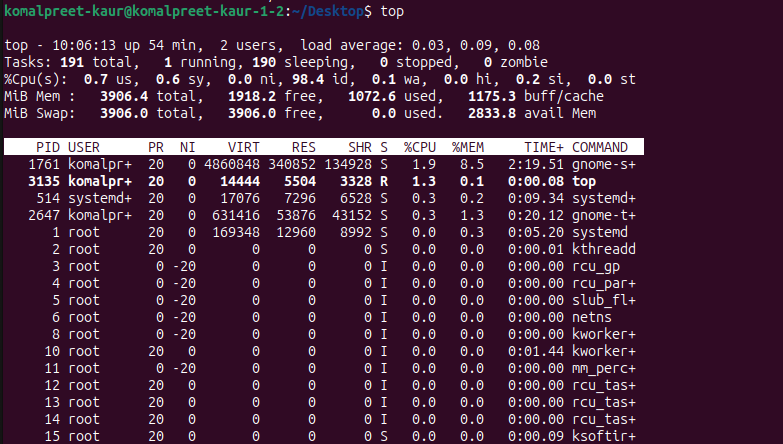 komalpreet-kaur@komalpreet-kaur-1-2:~/Desktop$ top
top - 10:06:13 up 54 min,  2 users,  load average: 0.03, 0.09, 0.08
Tasks: 191 total,   1 running, 190 sleeping,   0 stopped,   0 zombie
%Cpu(s):  0.7 us,  0.6 sy,  0.0 ni, 98.4 id,  0.1 wa,  0.0 hi,  0.2 si,  0.0 st
MiB Mem :   3906.4 total,   1918.2 free,   1072.6 used,   1175.3 buff/cache
MiB Swap:   3906.0 total,   3906.0 free,      0.0 used.   2833.8 avail Mem
PID USER      PR  NI    VIRT    RES    SHR S  %CPU  %MEM     TIME+ COMMAND
1761 komalpr+  20   0 4860848 340852 134928 S   1.9   8.5   2:19.51 gnome-s+
3135 komalpr+  20   0   14444   5504   3328 R   1.3   0.1   0:00.08 top
514 systemd+  20   0   17076   7296   6528 S   0.3   0.2   0:09.34 systemd+
2647 komalpr+  20   0  631416  53876  43152 S   0.3   1.3   0:20.12 gnome-t+
1 root      20   0  169348  12960   8992 S   0.0   0.3   0:05.20 systemd
2 root      20   0       0      0      0 S   0.0   0.0   0:00.01 kthreadd
3 root       0 -20       0      0      0 I   0.0   0.0   0:00.00 rcu_gp
4 root       0 -20       0      0      0 I   0.0   0.0   0:00.00 rcu_par+
5 root       0 -20       0      0      0 I   0.0   0.0   0:00.00 slub_fl+
6 root       0 -20       0      0      0 I   0.0   0.0   0:00.00 netns
8 root       0 -20       0      0      0 I   0.0   0.0   0:00.00 kworker+
10 root      20   0       0      0      0 I   0.0   0.0   0:01.44 kworker+
11 root       0 -20       0      0      0 I   0.0   0.0   0:00.00 mm_perc+
12 root      20   0       0      0      0 I   0.0   0.0   0:00.00 rcu_tas+
13 root      20   0       0      0      0 I   0.0   0.0   0:00.00 rcu_tas+
14 root      20   0       0      0      0 I   0.0   0.0   0:00.00 rcu_tas+
15 root      20   0       0      0      0 S   0.0   0.0   0:00.09 ksoftir+